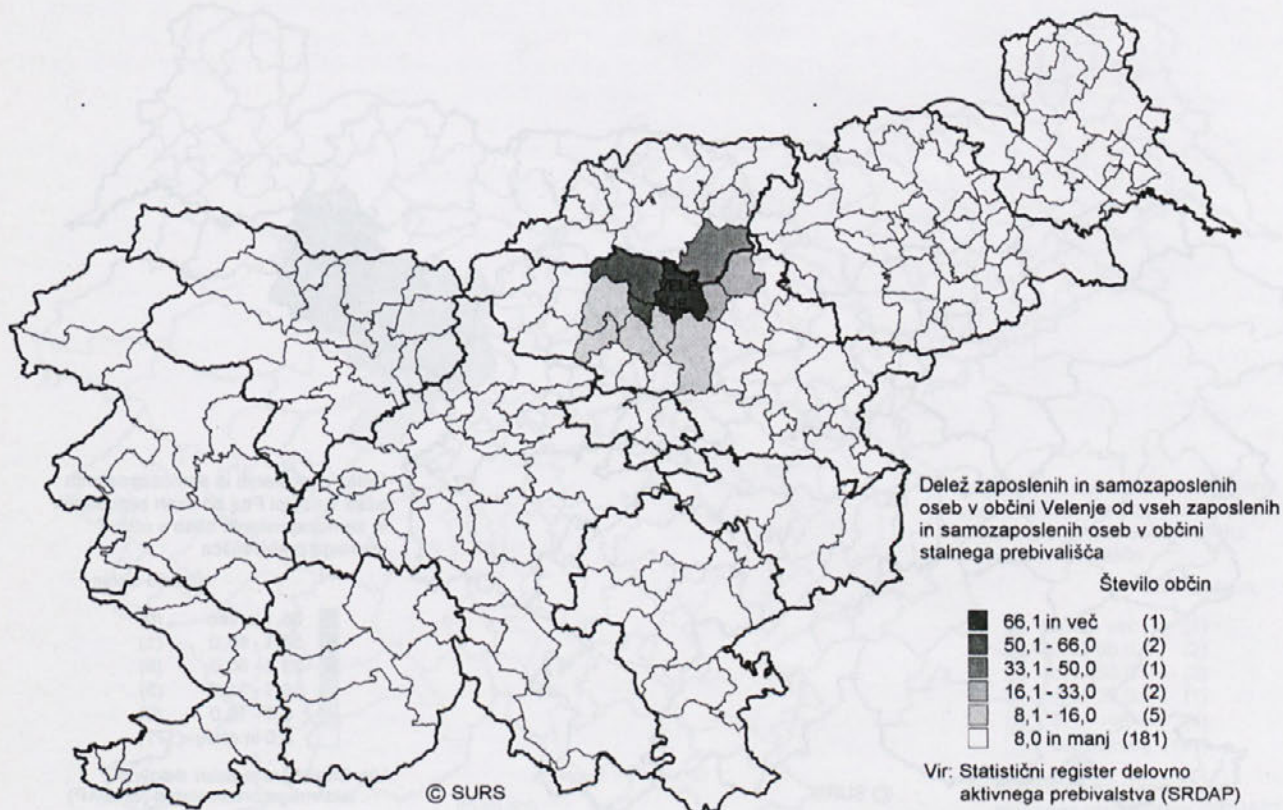 VELE
NJE
Delež zaposlenih in samozaposlenih
oseb v občini Velenje od vseh zaposlenih
in samozaposlenih oseb v občini
stalnega prebivališča
Število občin
66,1 in več (1)
50,1 - 66,0 (2)
33,1 - 50,0 (1)
16,1 - 33,0 (2)
8,1 - 16,0 (5)
8,0 in manj (181)
© SURS
Vir: Statistični register delovno
aktivnega prebivalstva (SRDAP)